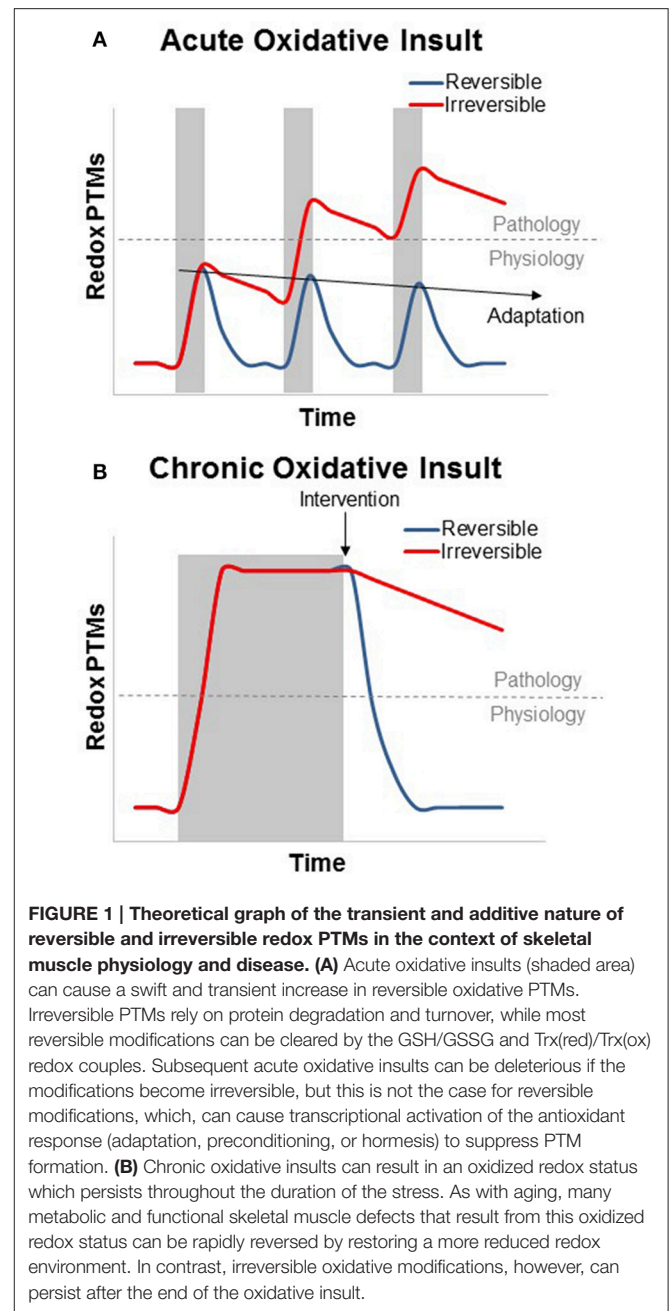 A
Acute Oxidative Insult
Reversible
Irreversible
Redox PTMs
Pathology
Physiology
Adaptation
Time
B
Chronic Oxidative Insult
Intervention
Reversible
Irreversible
Redox PTMs
Pathology
Physiology
Time
FIGURE 1 | Theoretical graph of the transient and additive nature of
reversible and irreversible redox PTMs in the context of skeletal
muscle physiology and disease. (A) Acute oxidative insults (shaded area)
can cause a swift and transient increase in reversible oxidative PTMs.
Irreversible PTMs rely on protein degradation and turnover, while most
reversible modifications can be cleared by the GSH/GSSG and Trx(red)/Trx(ox)
redox couples. Subsequent acute oxidative insults can be deleterious if the
modifications become irreversible, but this is not the case for reversible
modifications, which, can cause transcriptional activation of the antioxidant
response (adaptation, preconditioning, or hormesis) to suppress PTM
formation. (B) Chronic oxidative insults can result in an oxidized redox status
which persists throughout the duration of the stress. As with aging, many
metabolic and functional skeletal muscle defects that result from this oxidized
redox status can be rapidly reversed by restoring a more reduced redox
environment. In contrast, irreversible oxidative modifications, however, can
persist after the end of the oxidative insult.